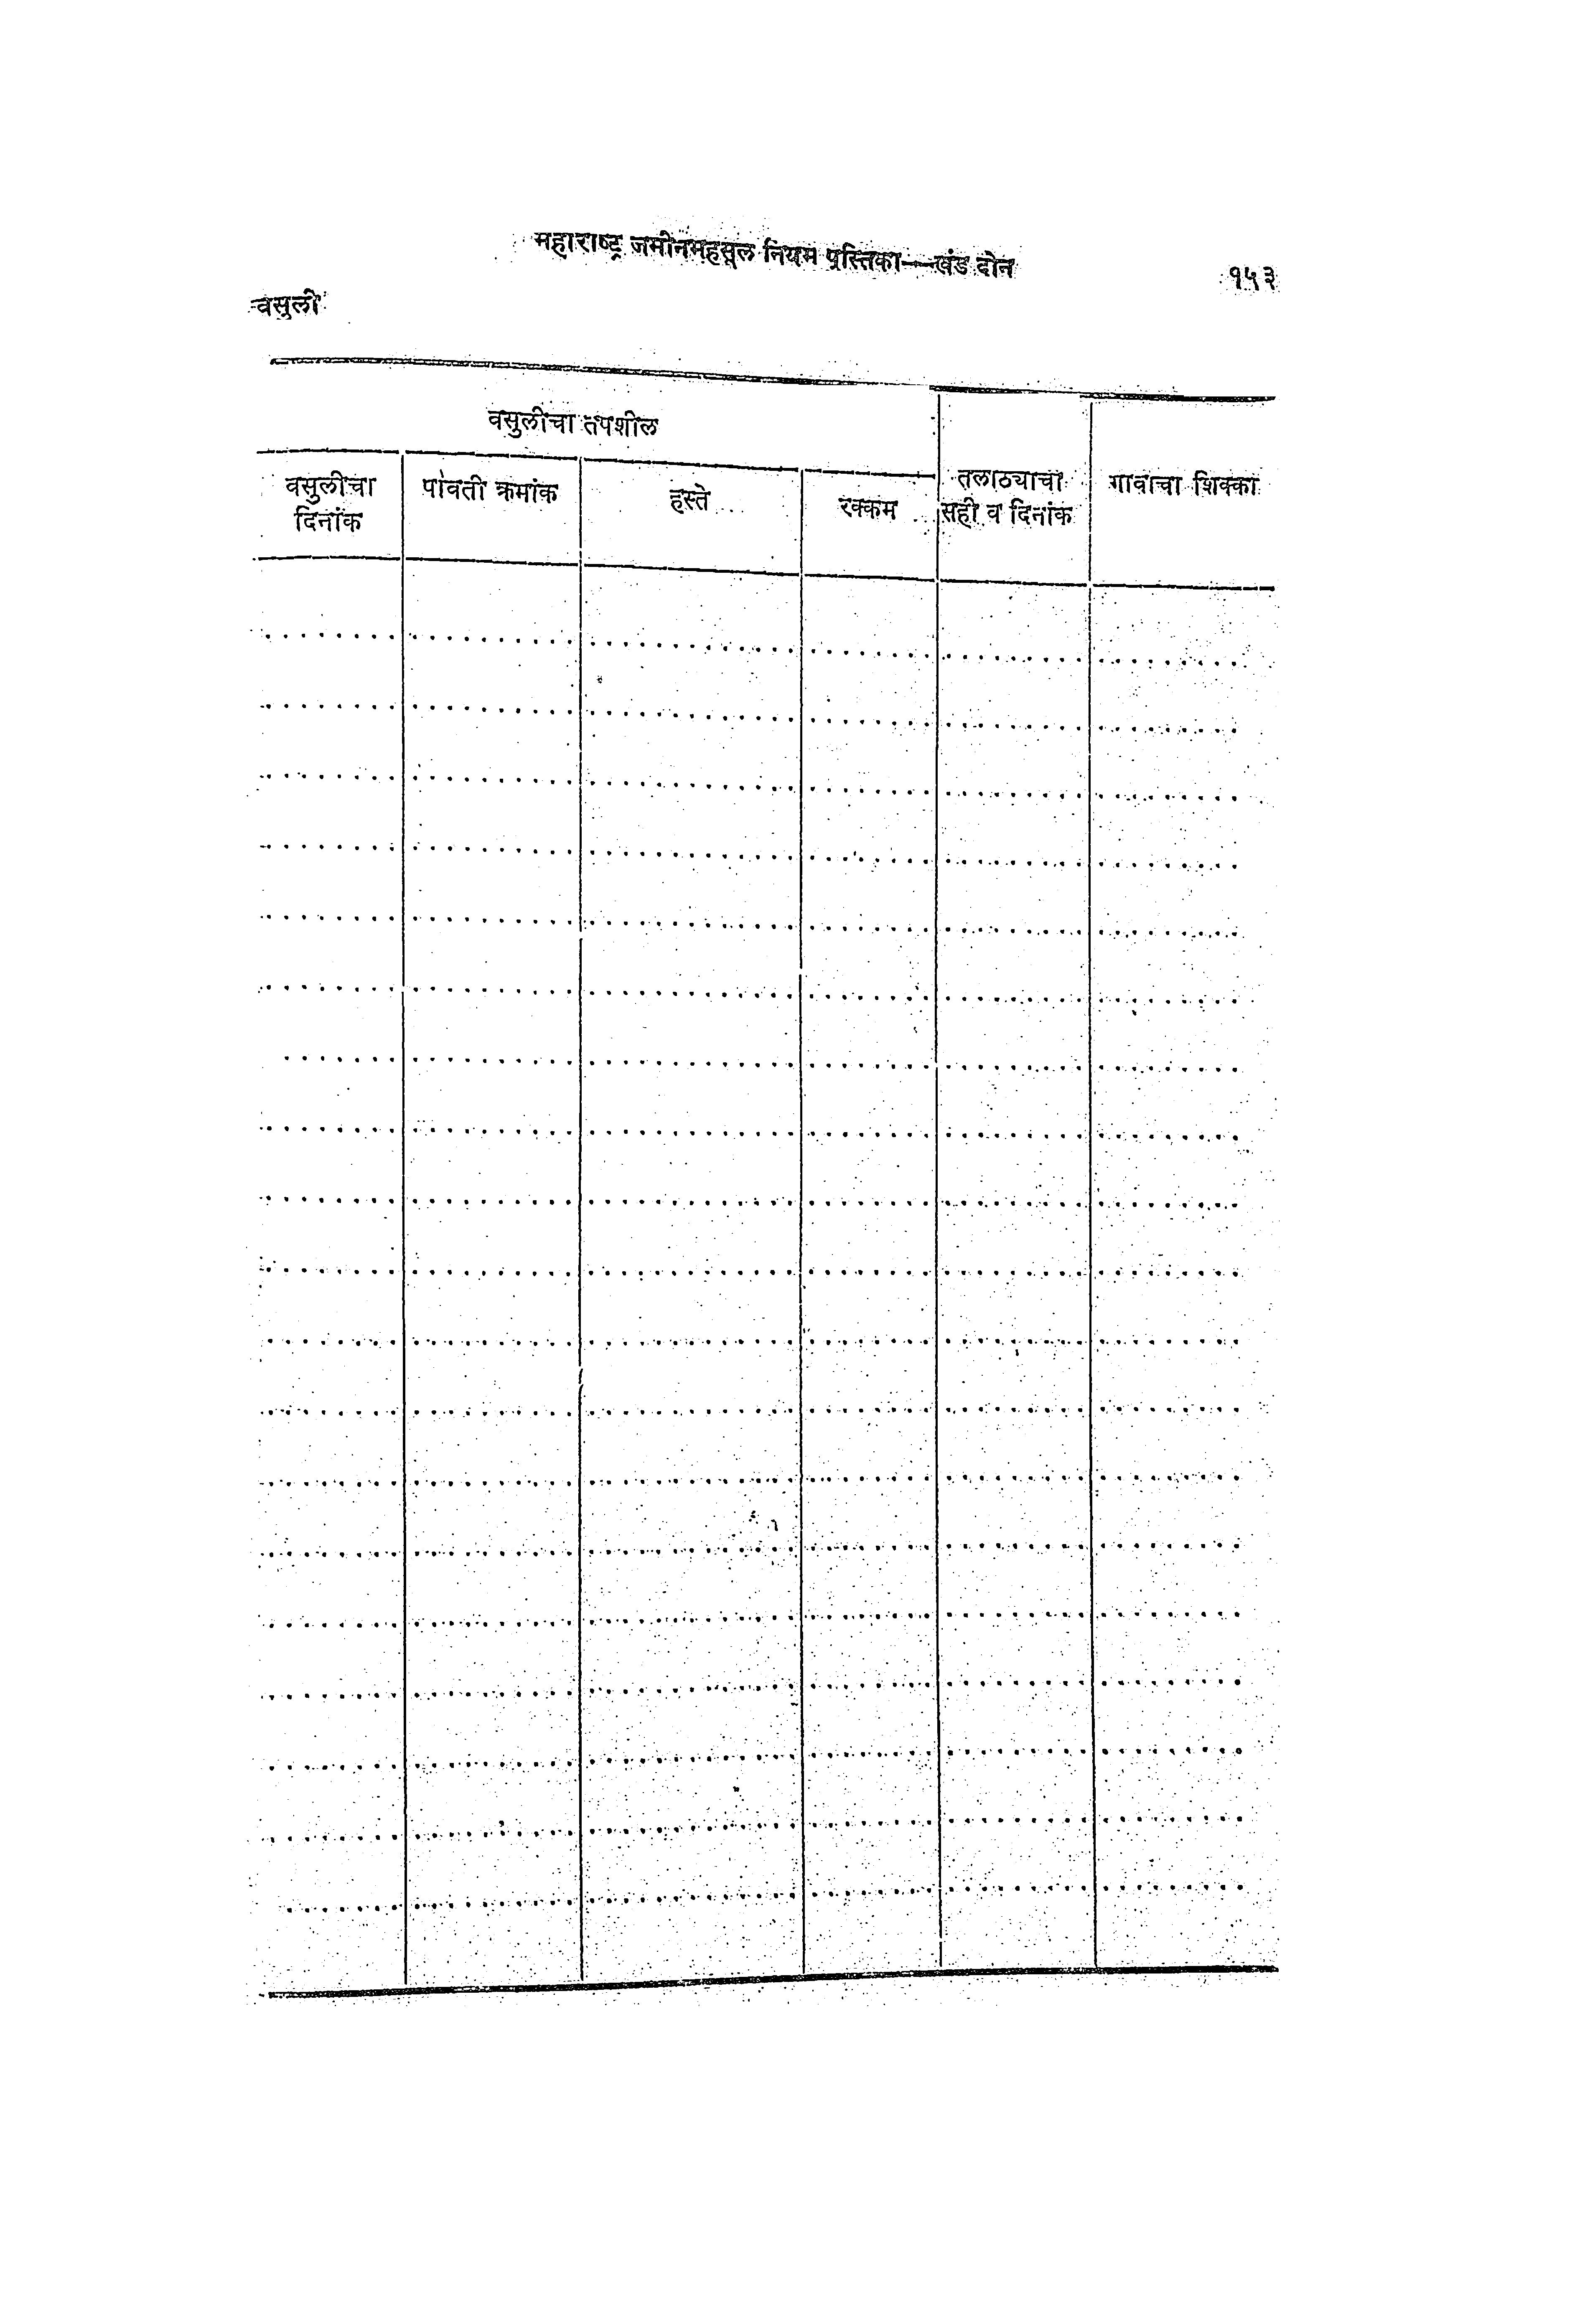 महाराष्ट्र जमीनमहसूल नियम पुस्तिका—खंड दोन
१५३
वसुली
वसुलीचा तपशील
वसुलीचा
दिनांक
पांवती क्रमांक
हस्ते
रक्कम
तलाठ्याचा
सही व दिनांक
गावाचा शिक्का